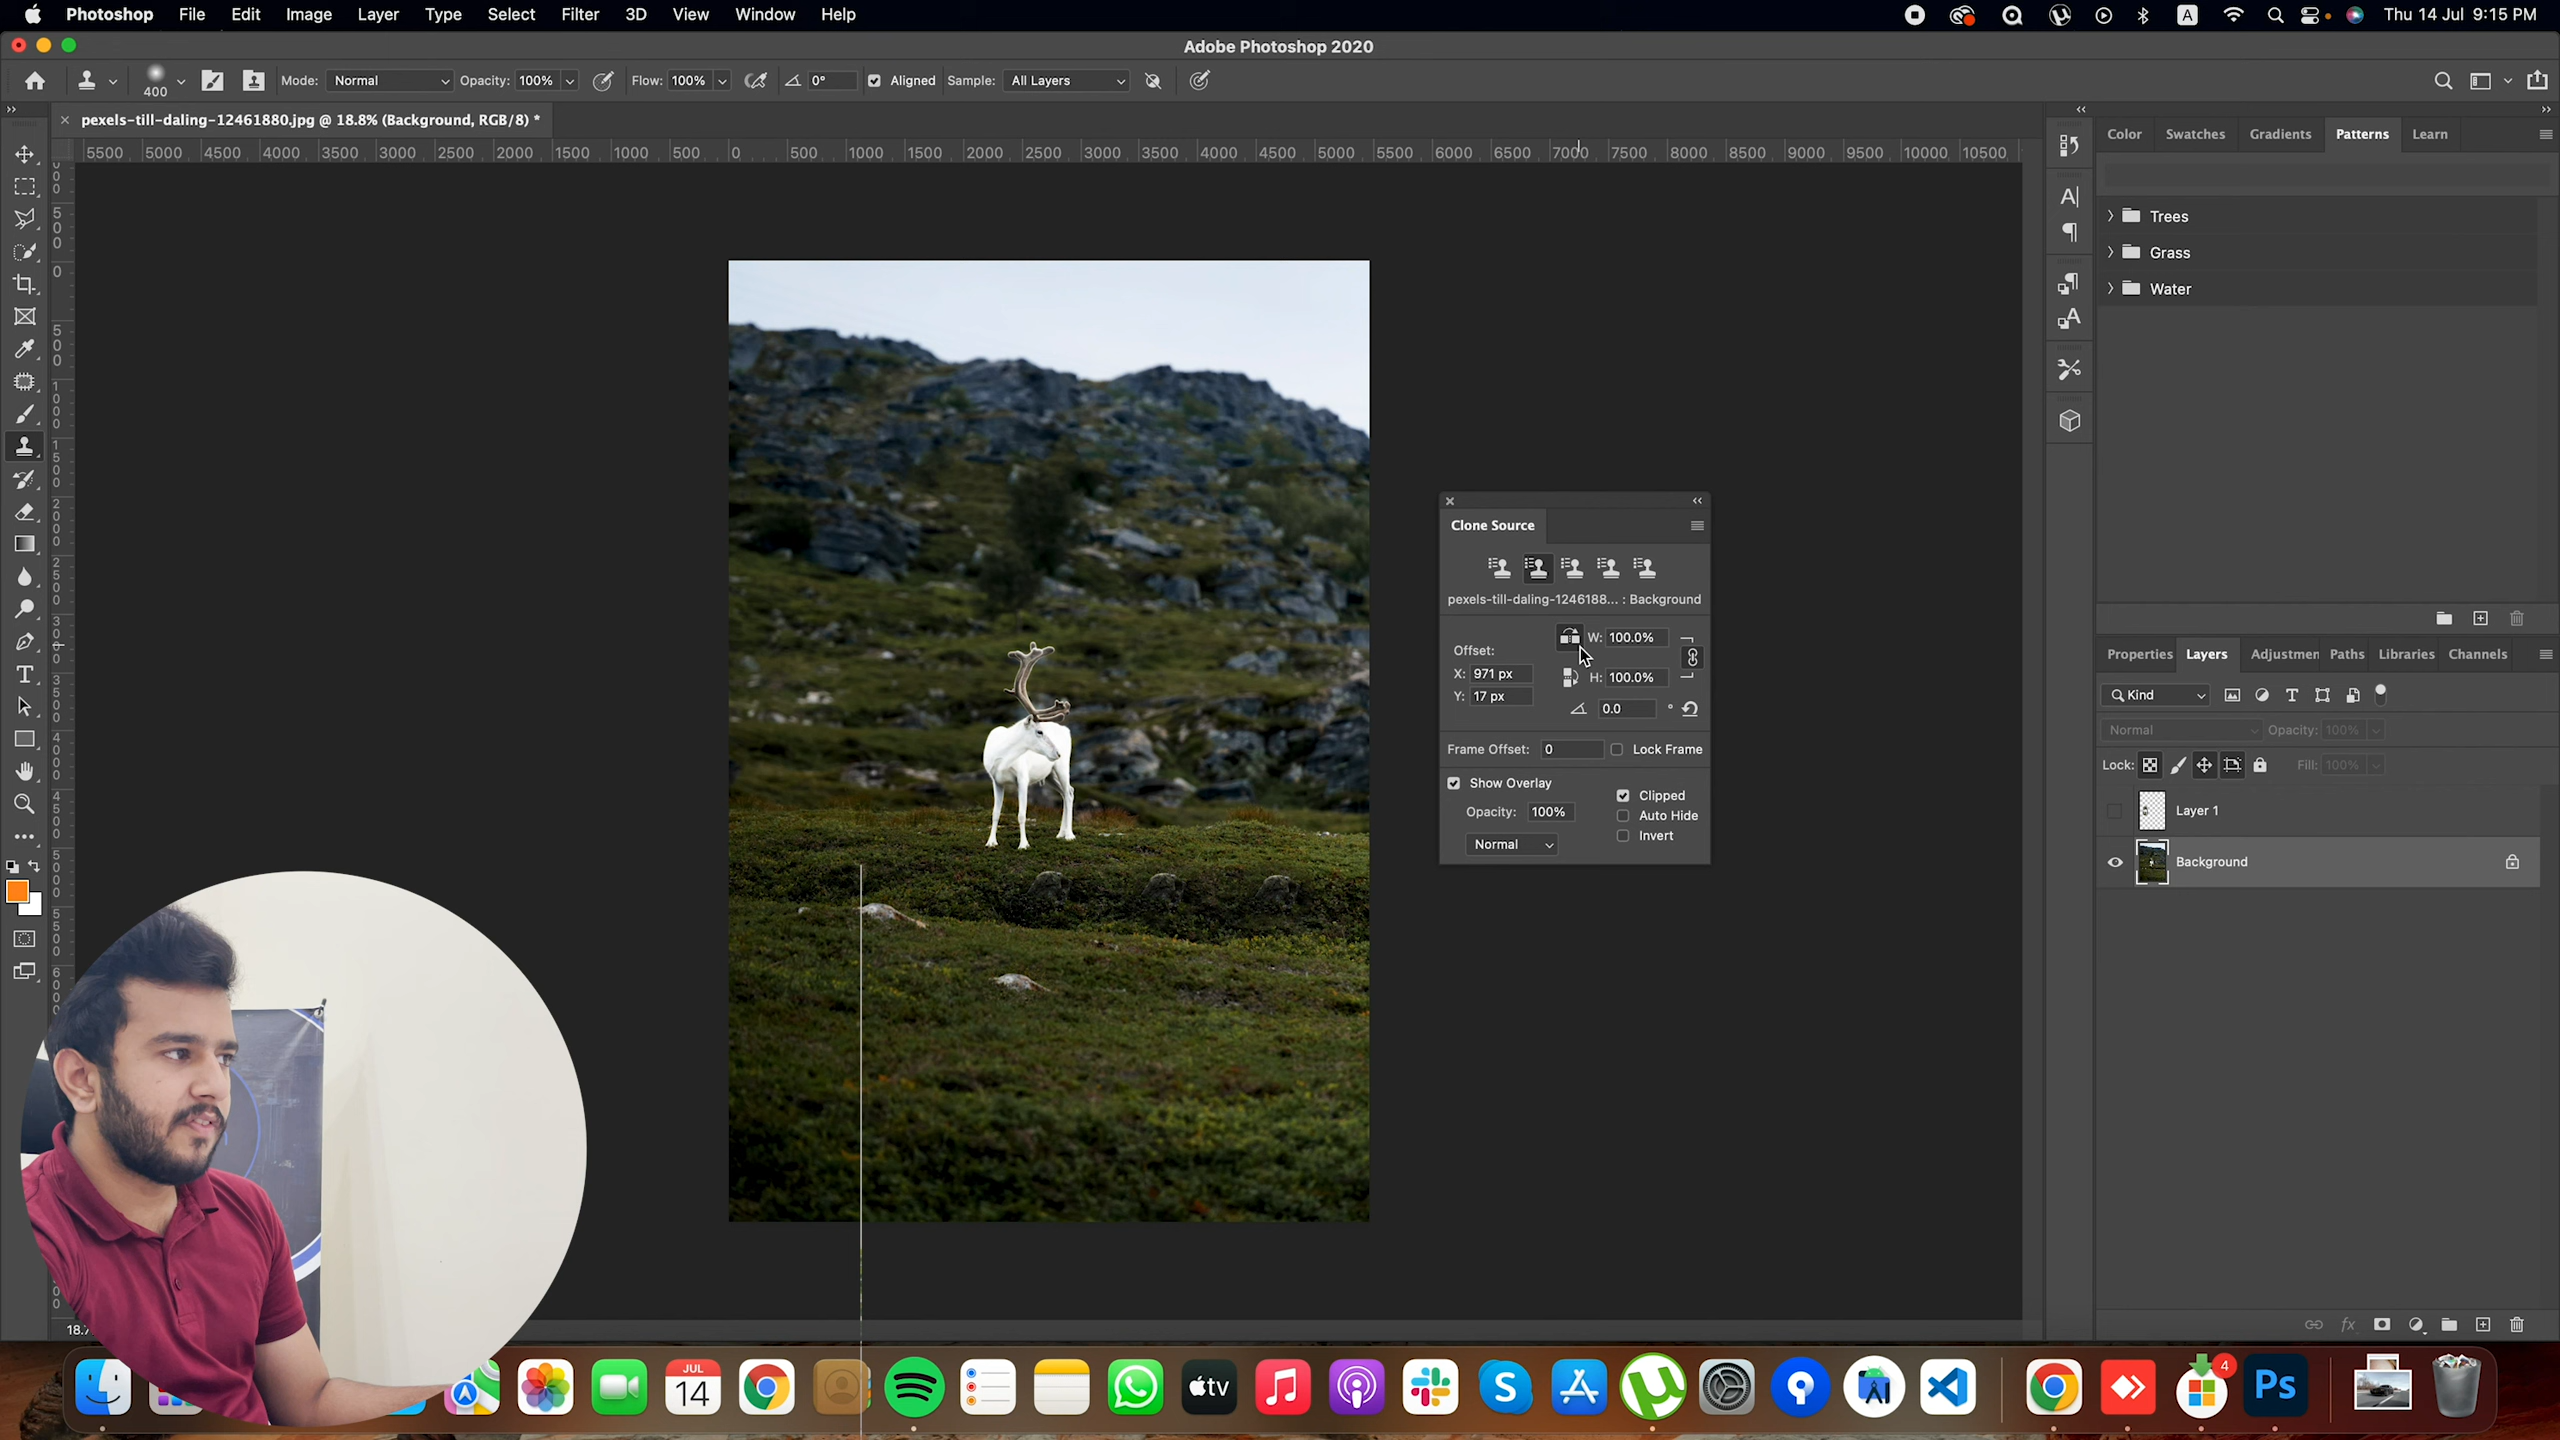 Photoshop File Edit Image Layer Type Select Filter 3D View Window Help A Thu 14 Jul 9:15 PM
Adobe Photoshop 2020
400 Mode: Normal Opacity: 100% Flow: 100% 0° Aligned Sample: All Layers
pexels-till-daling-12461880.jpg @ 18.8% (Background, RGB/8) *
5500 5000 4500 4000 3500 3000 2500 2000 1500 1000 500 0 500 1000 1500 2000 2500 3000 3500 4000 4500 5000 5500 6000 6500 7000 7500 8000 8500 9000 9500 10000 10500
Color Swatches Gradients Patterns Learn
Trees
Grass
Water
Clone Source
pexels-till-daling-1246188... : Background
W: 100.0%
Offset:
X: 971 px H: 100.0%
Y: 17 px
0.0 °
Frame Offset: 0 Lock Frame
Show Overlay
Clipped
Opacity: 100%
Auto Hide
Invert
Normal
Properties Layers Adjustmen Paths Libraries Channels
Kind
Normal Opacity: 100%
Lock: Fill: 100%
Layer 1
Background
JUL
14
tv
S
4
Ps